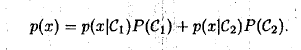 p(x) = p(x|𝒞₁)P(𝒞₁) + p(x|𝒞₂)P(𝒞₂).